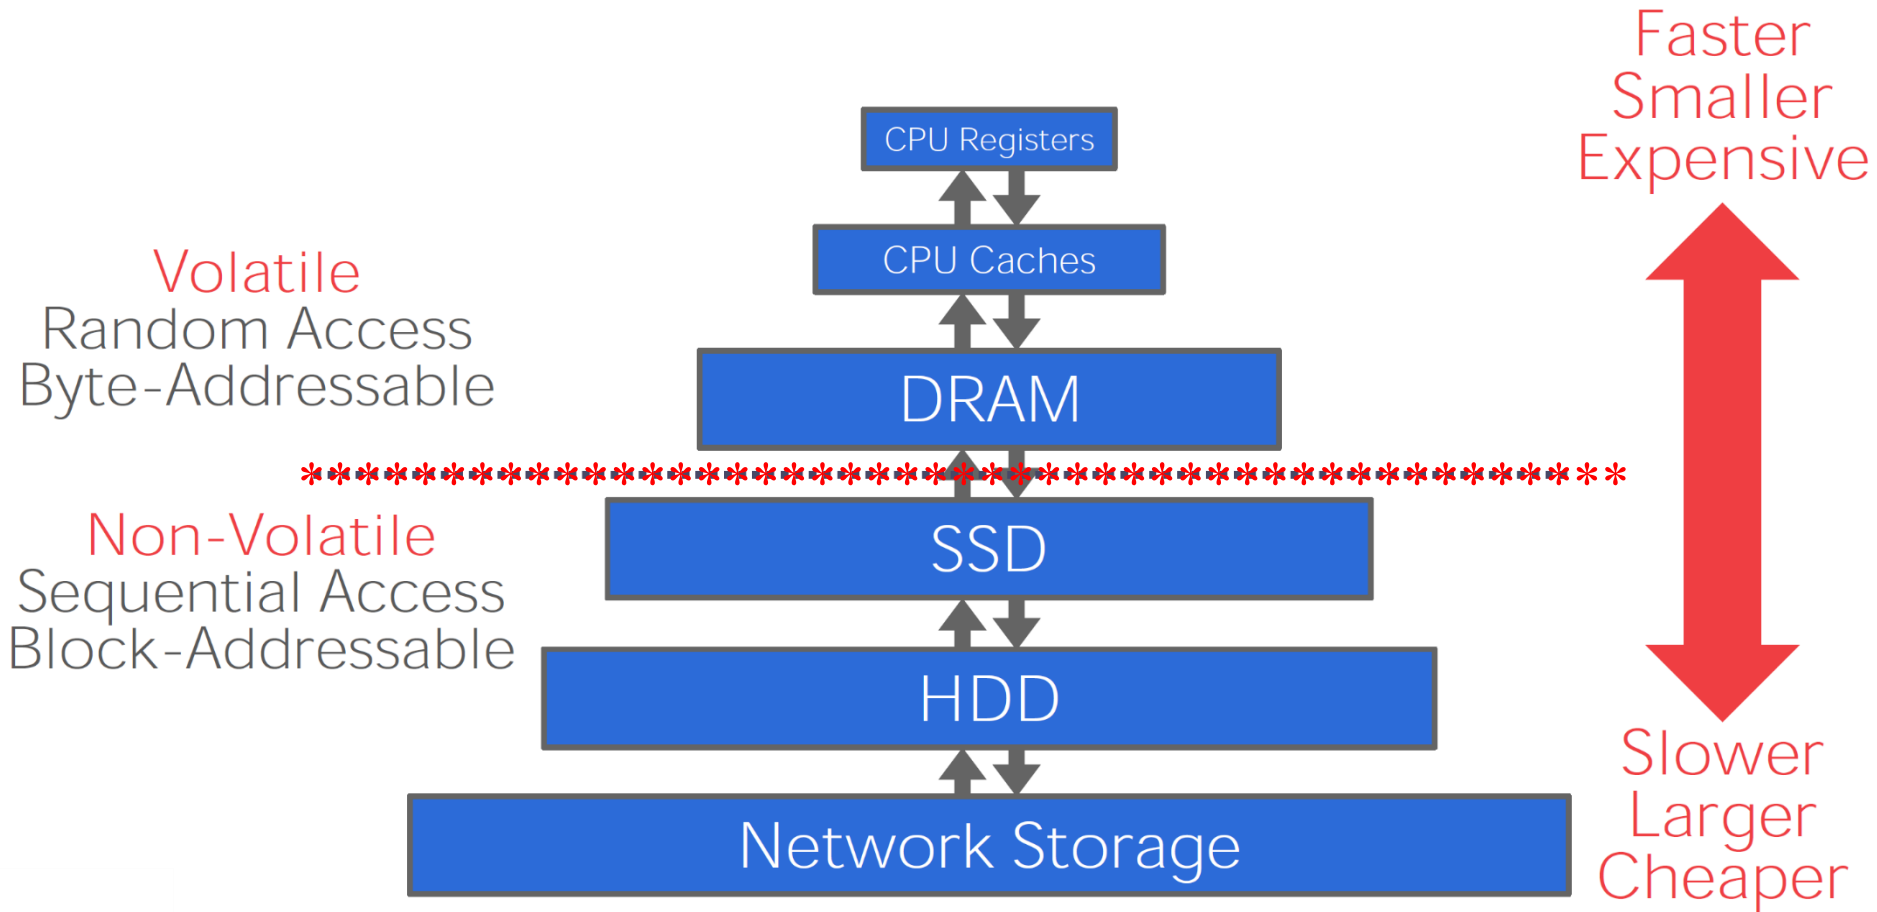 Faster
Smaller
Expensive
CPU Registers
CPU Caches
Volatile
Random Access
Byte-Addressable
DRAM
***********************************************
Non-Volatile
Sequential Access
Block-Addressable
SSD
HDD
Network Storage
Slower
Larger
Cheaper